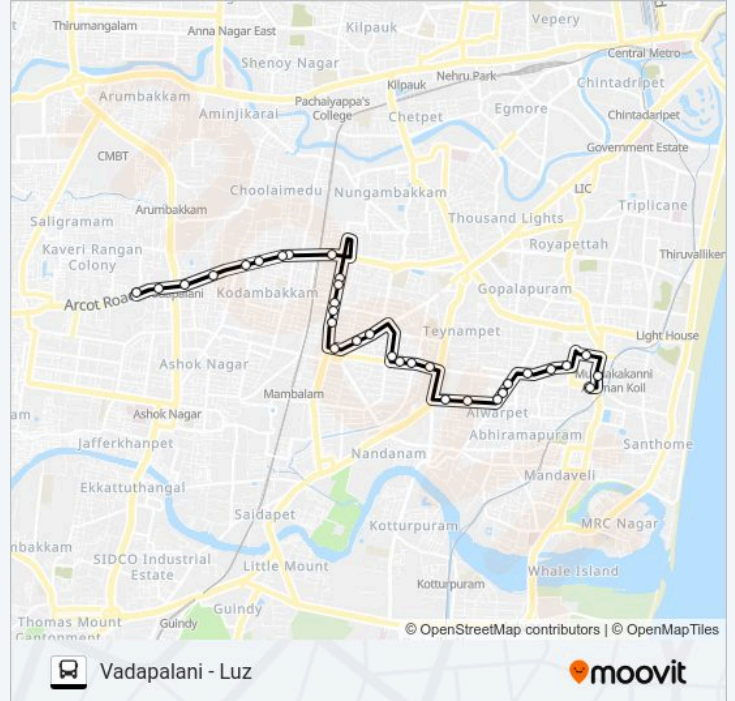 Thirumangalam
Anna Nagar East
Kilpauk
Vepery
Shenoy Nagar
Central Metro
Nehru Park
Kilpauk
Arumbakkam
Pachaiyappa's
College
Chintadripet
Aminjikarai
Chetpet
Egmore
Chintadaripet
CMBT
Government Estate
Choolaimedu
Nungambakkam
LIC
Arumbakkam
Triplicane
Saligramam
Thousand Lights
Kaveri Rangan
Colony
Royapettah
Thiruvalliker
Arcot Road
Kodambakkam
Gopalapuram
Teynampet
Light House
Ashok Nagar
Mambalam
Ashok Nagar
Alwarpet
Abhiramapuram
Santhome
Jafferkhanpet
Nandanam
Mandaveli
Ekkattuthangal
Saidapet
Kotturpuram
MRC Nagar
nbakkam
SIDCO Industrial
Estate
Little Mount
Whale Island
Kotturpuram
Guindy
Guindy
Thomas Mount
Cantonment
© OpenStreetMap contributors | © OpenMapTiles
Vadapalani - Luz
moovit